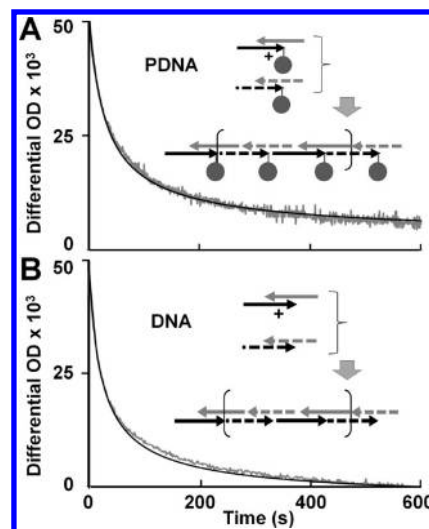 A
Differential OD x 10³
50
25
0
PDNA
+
B
Differential OD x 10³
50
25
0
DNA
+
0 200 400 600
Time (s)